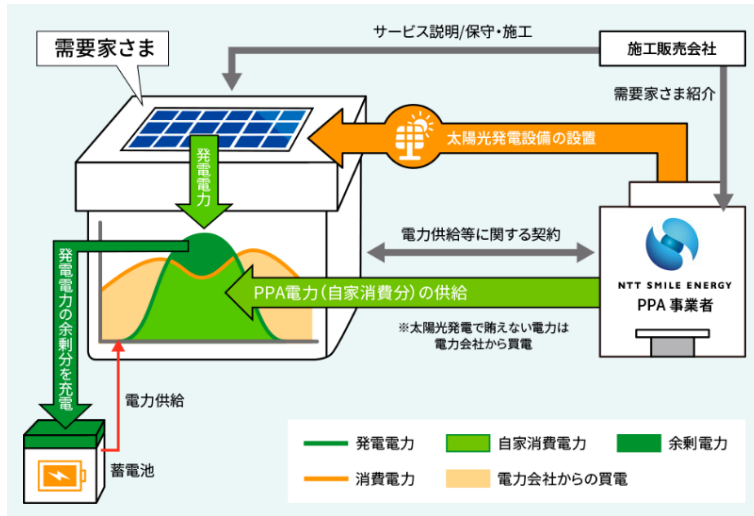 サービス説明/保守・施工
施工販売会社
需要家さま
需要家さま紹介
太陽光発電設備の設置
発電電力
電力供給等に関する契約
NTT SMILE ENERGY
PPA 事業者
PPA電力(自家消費分)の供給
※太陽光発電で賄えない電力は
電力会社から買電
発電電力の余剰分を充電
電力供給
蓄電池
発電電力
自家消費電力
余剰電力
消費電力
電力会社からの買電